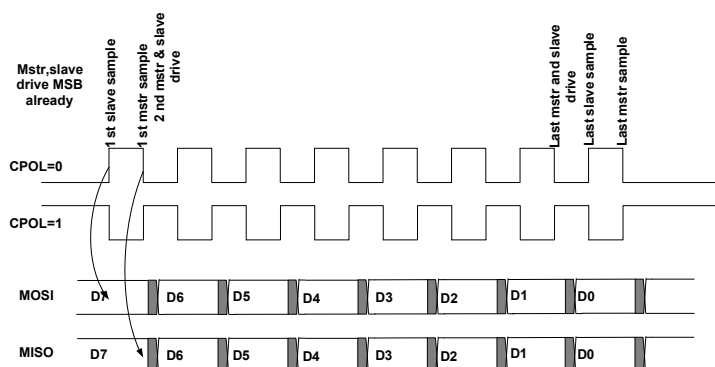 Mstr,slave
drive MSB
already
1 st slave sample
1 st mstr sample
2 nd mstr & slave
drive
Last mstr and slave
drive
Last slave sample
Last mstr sample
CPOL=0
CPOL=1
MOSI D7 D6 D5 D4 D3 D2 D1 D0
MISO D7 D6 D5 D4 D3 D2 D1 D0